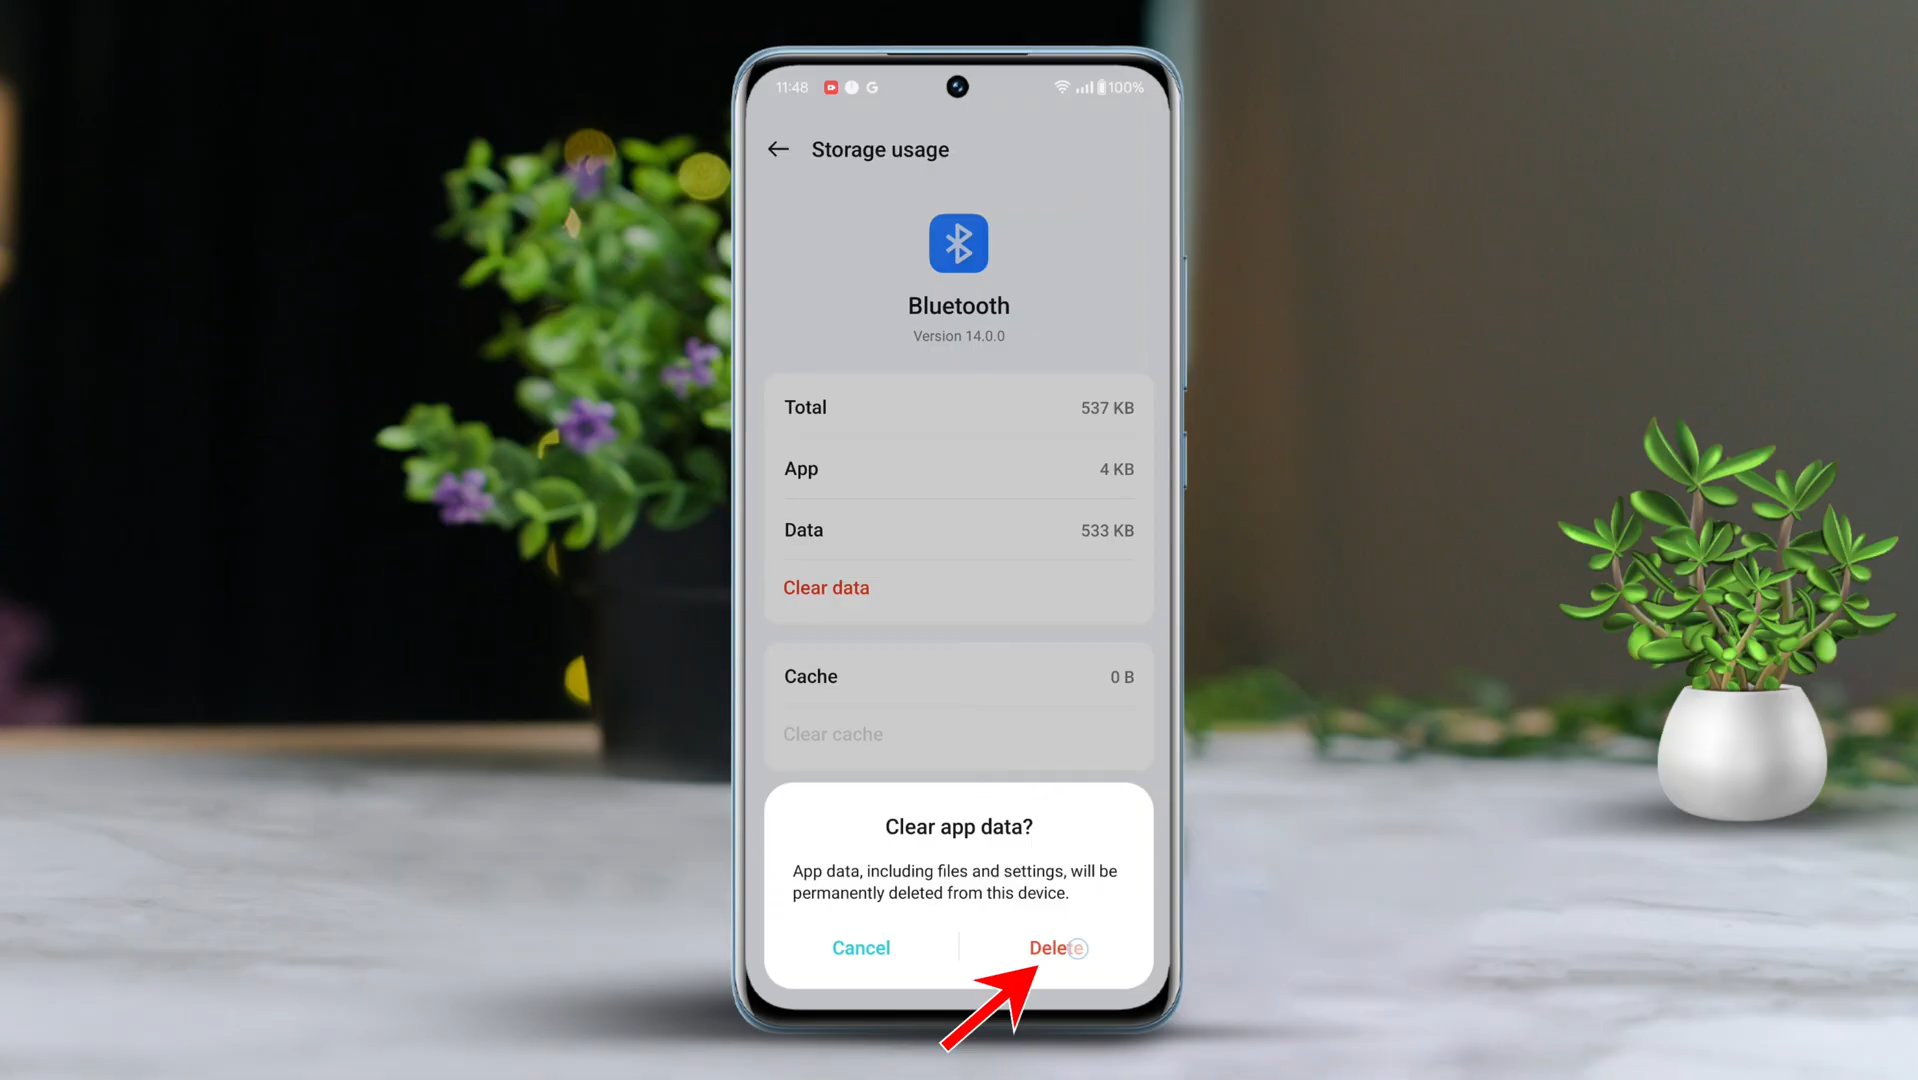 11:48
100%
Storage usage
Bluetooth
Version 14.0.0
Total 537 KB
App 4 KB
Data 533 KB
Clear data
Cache 0 B
Clear cache
Clear app data?
App data, including files and settings, will be
permanently deleted from this device.
Cancel Delete